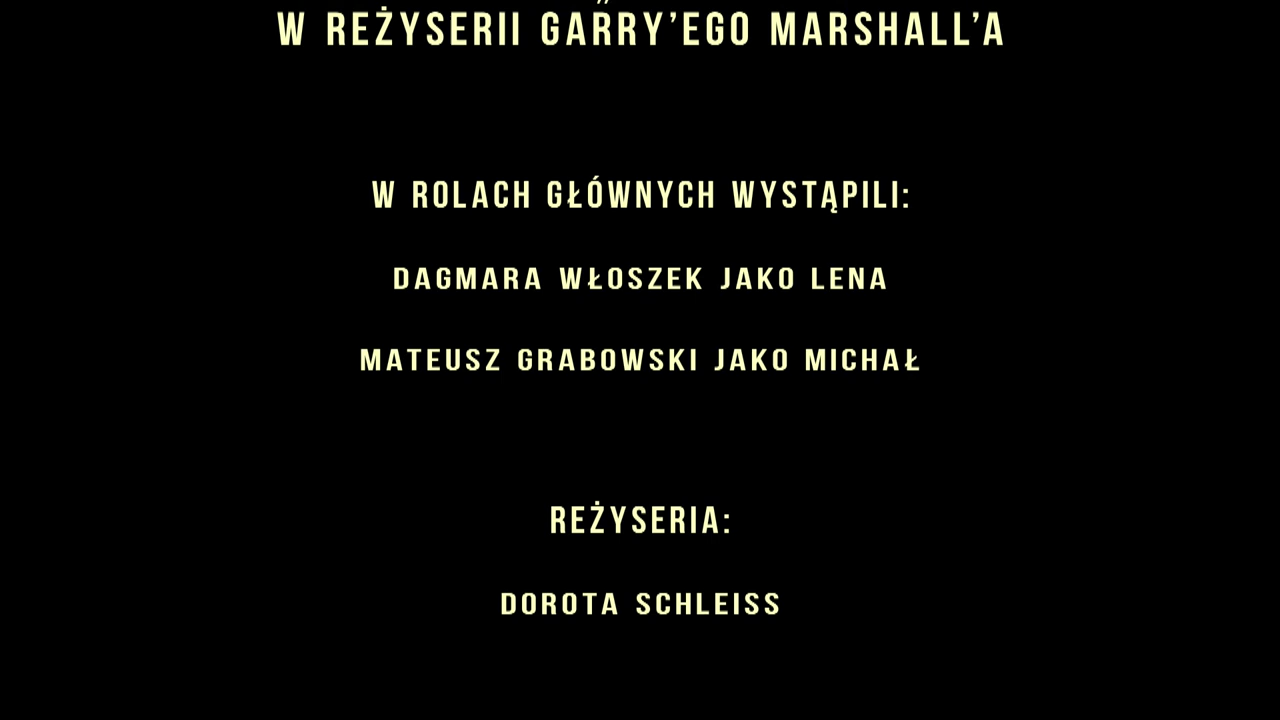 W REŻYSERII GARRY’EGO MARSHALL’A
W ROLACH GŁÓWNYCH WYSTĄPILI:
DAGMARA WŁOSZEK JAKO LENA
MATEUSZ GRABOWSKI JAKO MICHAŁ
REŻYSERIA:
DOROTA SCHLEISS